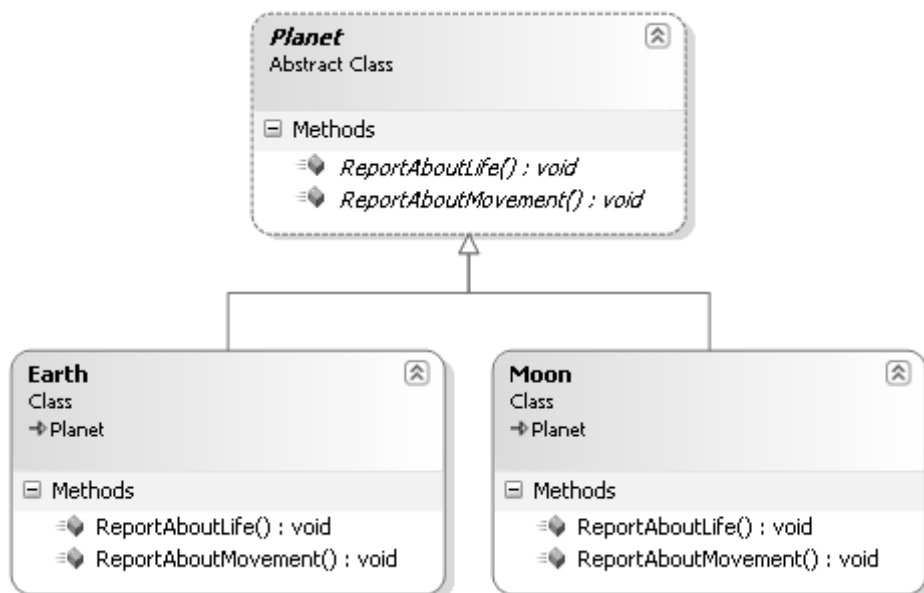 Planet
Abstract Class
Methods
ReportAboutLife() : void
ReportAboutMovement() : void
Earth
Class
Planet
Methods
ReportAboutLife() : void
ReportAboutMovement() : void
Moon
Class
Planet
Methods
ReportAboutLife() : void
ReportAboutMovement() : void